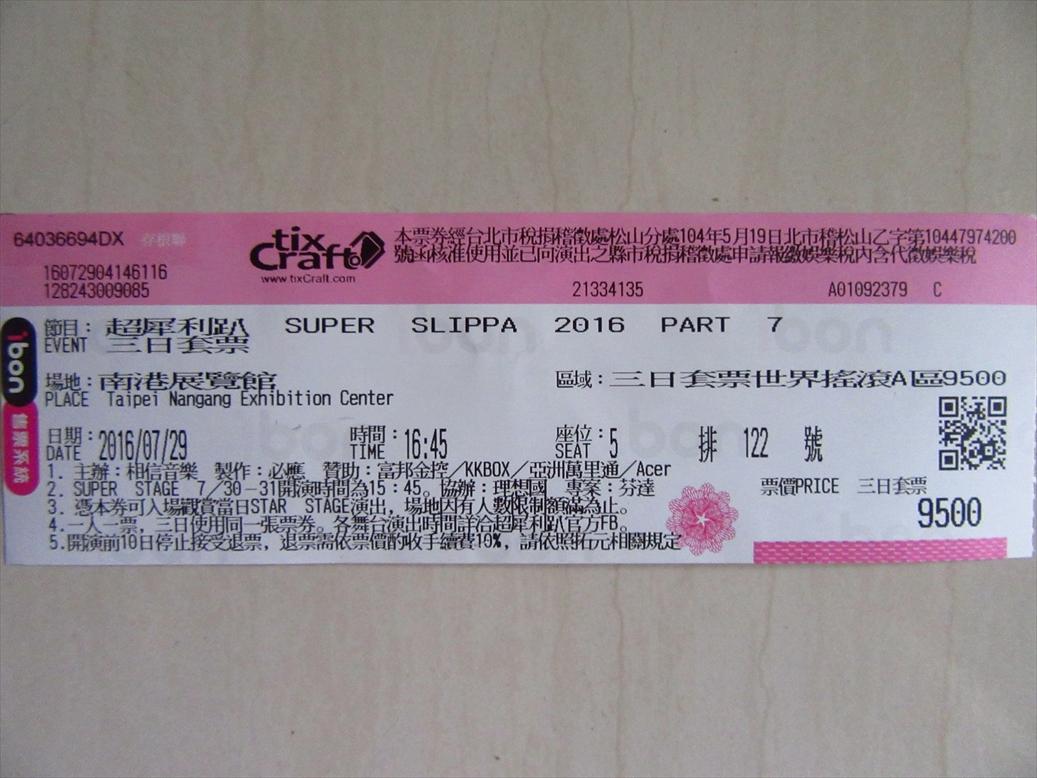 64036694DX 存根聯
tix
Craft
www.tixCraft.com
本票券經台北市稅捐稽徵處松山分處104年5月19日北市稽松山乙字第10447974200
號函核准使用並已向演出之縣市稅捐稽徵處申請報繳娛樂稅內含代徵娛樂稅
16072904146116
128243009085 21334135 A01092379 C
ibon
售票系統
節目: 超犀利趴 SUPER SLIPPA 2016 PART 7
EVENT 三日套票
場地: 南港展覽館 區域: 三日套票世界搖滾A區9500
PLACE Taipei Nangang Exhibition Center
日期: 2016/07/29 時間: 16:45 座位: 5 排 122 號
DATE TIME SEAT
1. 主辦:相信音樂 製作:必應 贊助:富邦金控/KKBOX/亞洲萬里通/Acer
2. SUPER STAGE 7/30-31開演時間為15:45。協辦:理想國 專案:芬達
3. 憑本券可入場觀賞當日STAR STAGE演出，場地因有人數限制額滿為止。
4. 一人一票，三日使用同一張票券。各舞台演出時間詳洽超犀利趴官方FB。
5. 開演前10日停止接受退票，退票需依票價酌收手續費10%，請依照拓元相關規定
票價PRICE 三日套票
9500